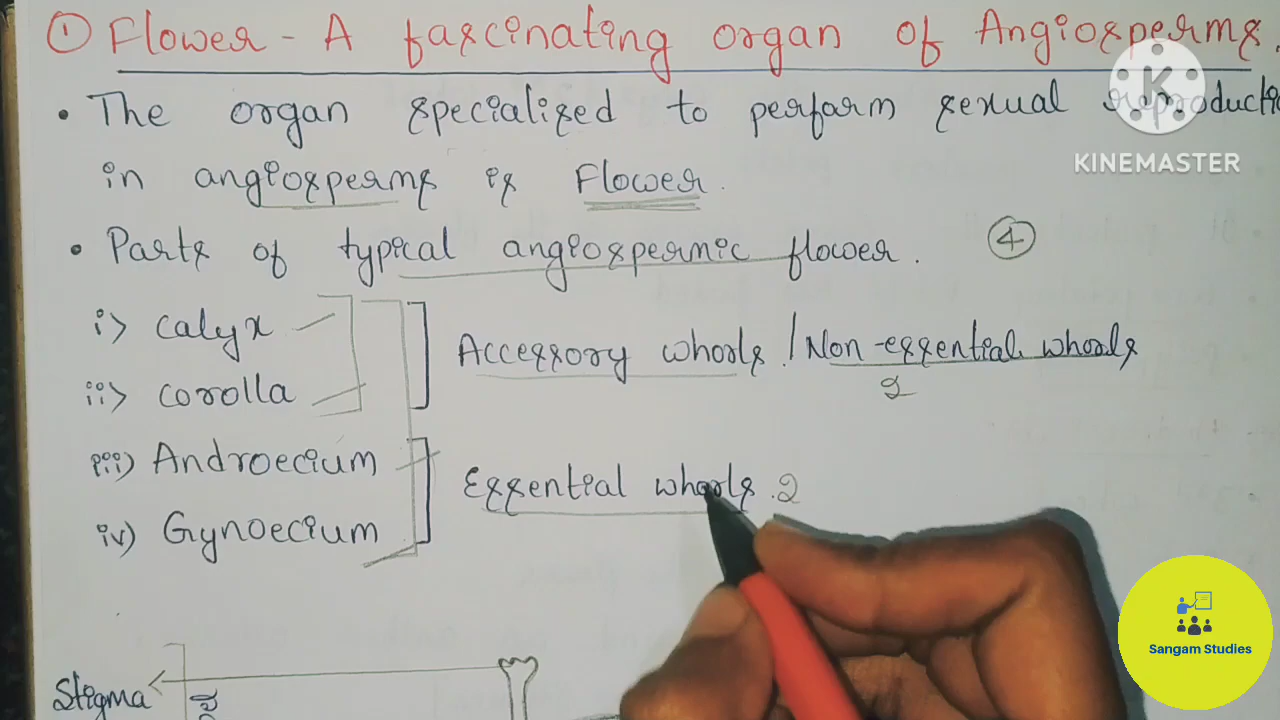 ① Flower - A fascinating organ of Angiosperms.
• The organ specialized to perfarm sexual reproducti
in angiosperms is Flower.
• Parts of typical angiospermic flower. ④
i> calyx
Accessory whorls / Non-essential whorls
2
ii> corolla
iii) Androecium
Essential whorls. 2
iv) Gynoecium
Stigma
K
KINEMASTER
Sangam Studies